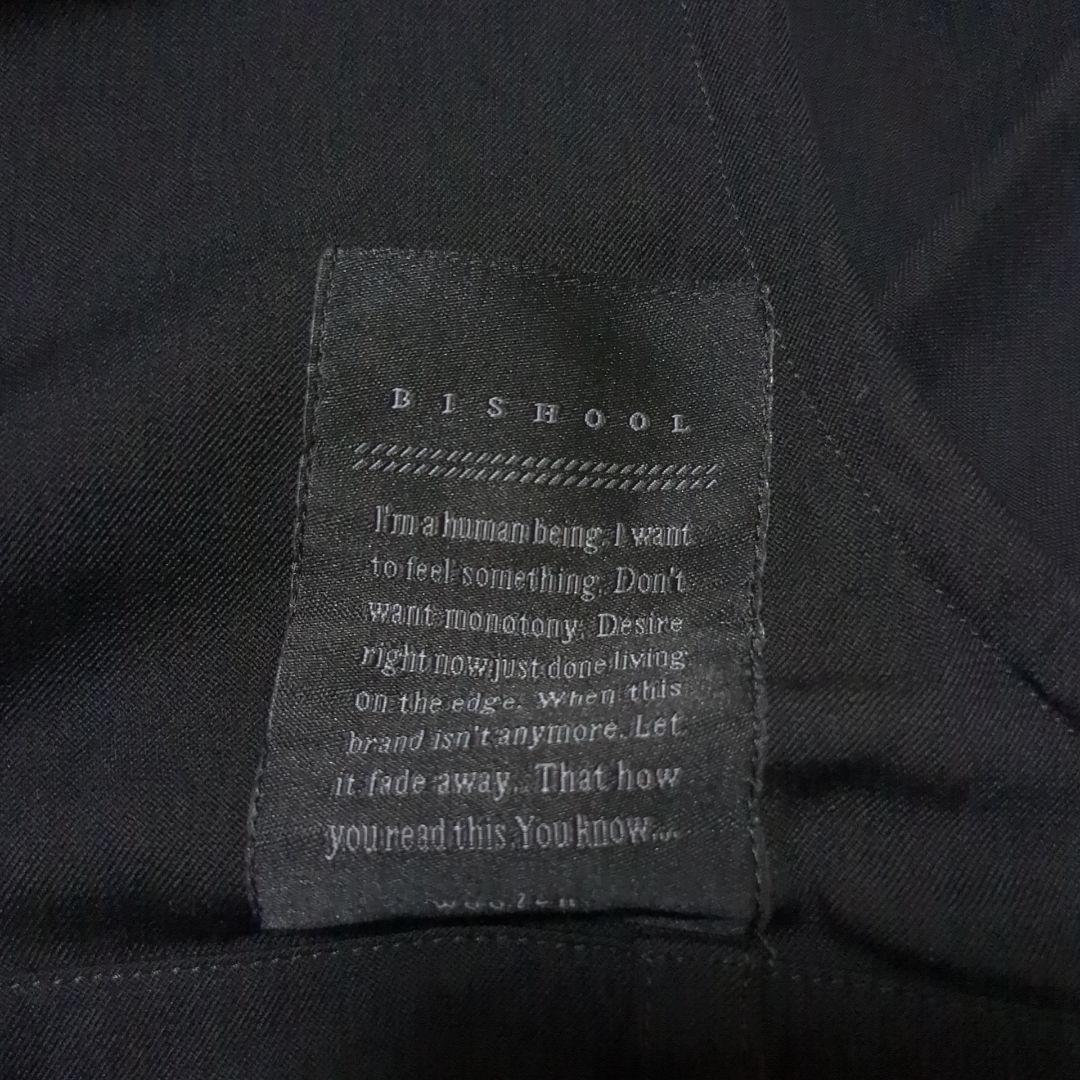 BISHOOL
I'm a human being. I want
to feel something. Don't
want monotony. Desire
right now just done living
on the edge. When this
brand isn't anymore. Let
it fade away.. That how
you read this You know...